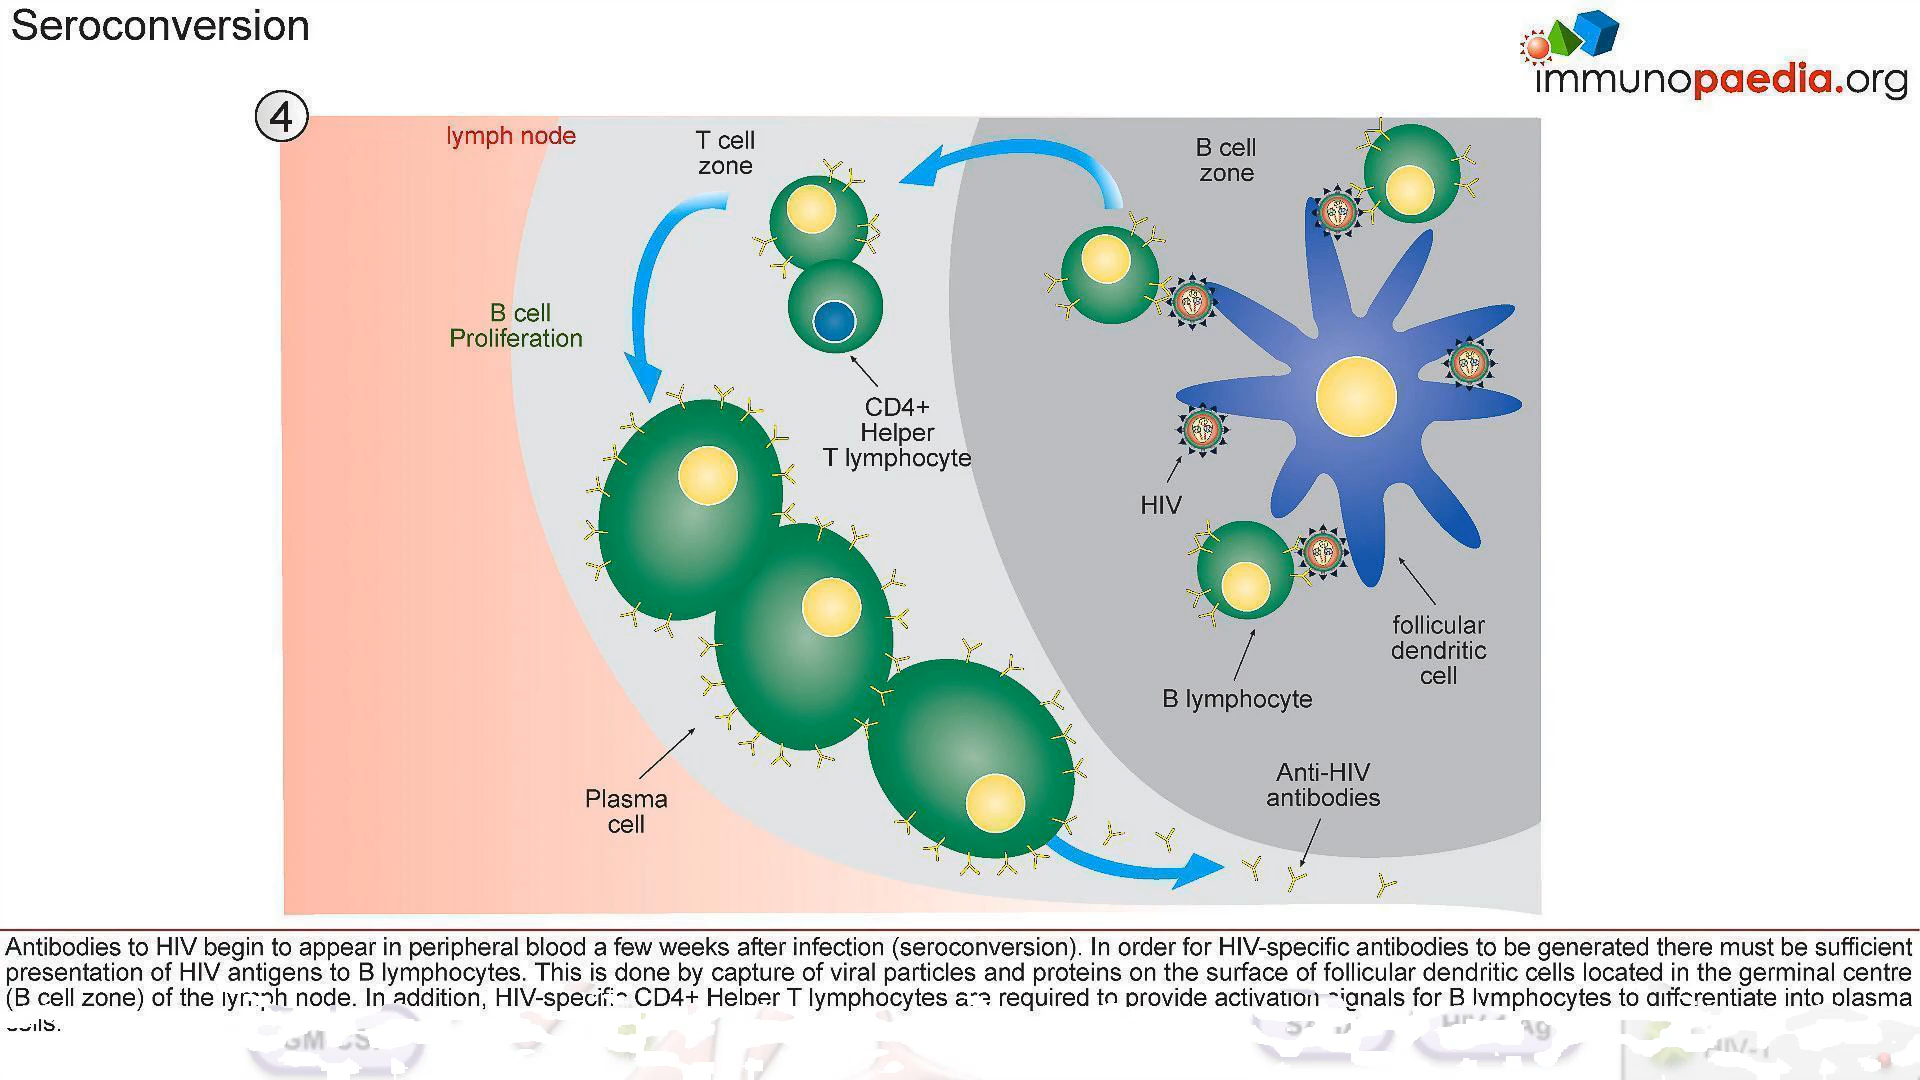 Seroconversion
immunopaedia.org
4
lymph node
T cell
zone
B cell
zone
B cell
Proliferation
CD4+
Helper
T lymphocyte
HIV
follicular
dendritic
cell
B lymphocyte
Plasma
cell
Anti-HIV
antibodies
Antibodies to HIV begin to appear in peripheral blood a few weeks after infection (seroconversion). In order for HIV-specific antibodies to be generated there must be sufficient
presentation of HIV antigens to B lymphocytes. This is done by capture of viral particles and proteins on the surface of follicular dendritic cells located in the germinal centre
(B cell zone) of the lymph node. In addition, HIV-specific CD4+ Helper T lymphocytes are required to provide activation signals for B lymphocytes to differentiate into plasma
cells.
HIV-1